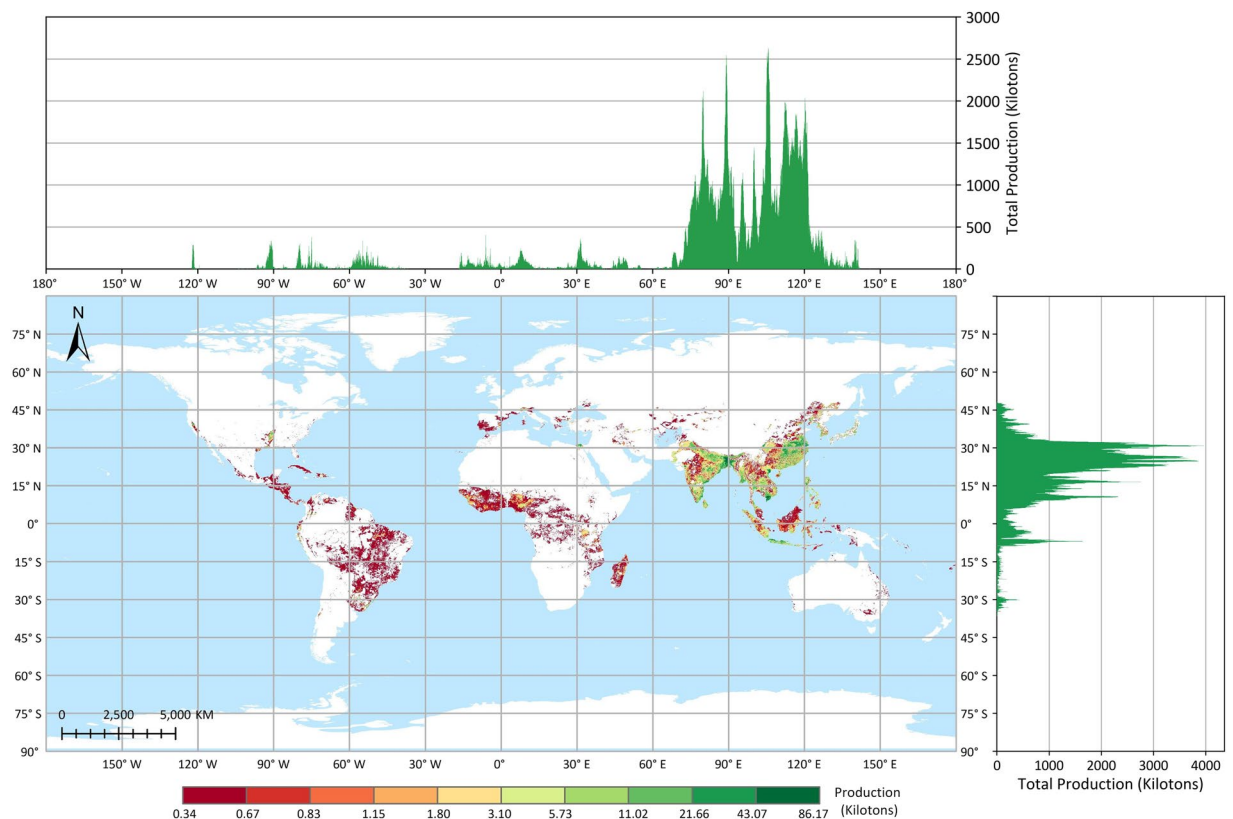 3000
2500
2000
1500
1000
500
0
Total Production (Kilotons)
180° 150° W 120° W 90° W 60° W 30° W 0° 30° E 60° E 90° E 120° E 150° E 180°
N
75° N 75° N
60° N 60° N
45° N 45° N
30° N 30° N
15° N 15° N
0° 0°
15° S 15° S
30° S 30° S
45° S 45° S
60° S 60° S
75° S 75° S
0 2,500 5,000 KM
90° 90°
150° W 120° W 90° W 60° W 30° W 0° 30° E 60° E 90° E 120° E 150° E
0 1000 2000 3000 4000
Total Production (Kilotons)
Production
(Kilotons)
0.34 0.67 0.83 1.15 1.80 3.10 5.73 11.02 21.66 43.07 86.17